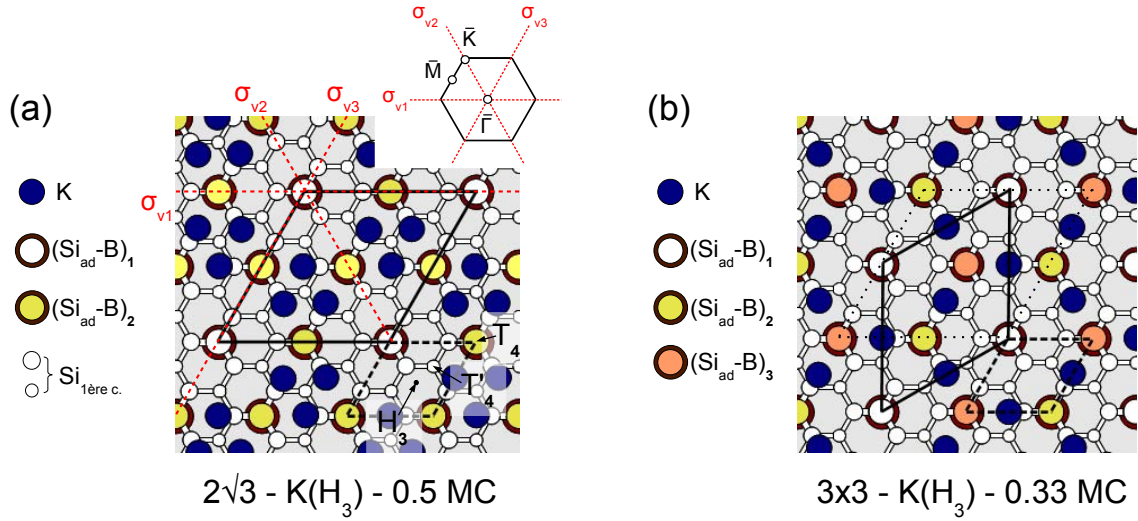 σv2
σv3
K̄
M̄
σv1
Γ̄
(a)
σv2
σv3
σv1
K
(Siad-B)1
(Siad-B)2
Si1ère c.
T4
T'4
H3
2√3 - K(H3) - 0.5 MC
(b)
K
(Siad-B)1
(Siad-B)2
(Siad-B)3
3x3 - K(H3) - 0.33 MC